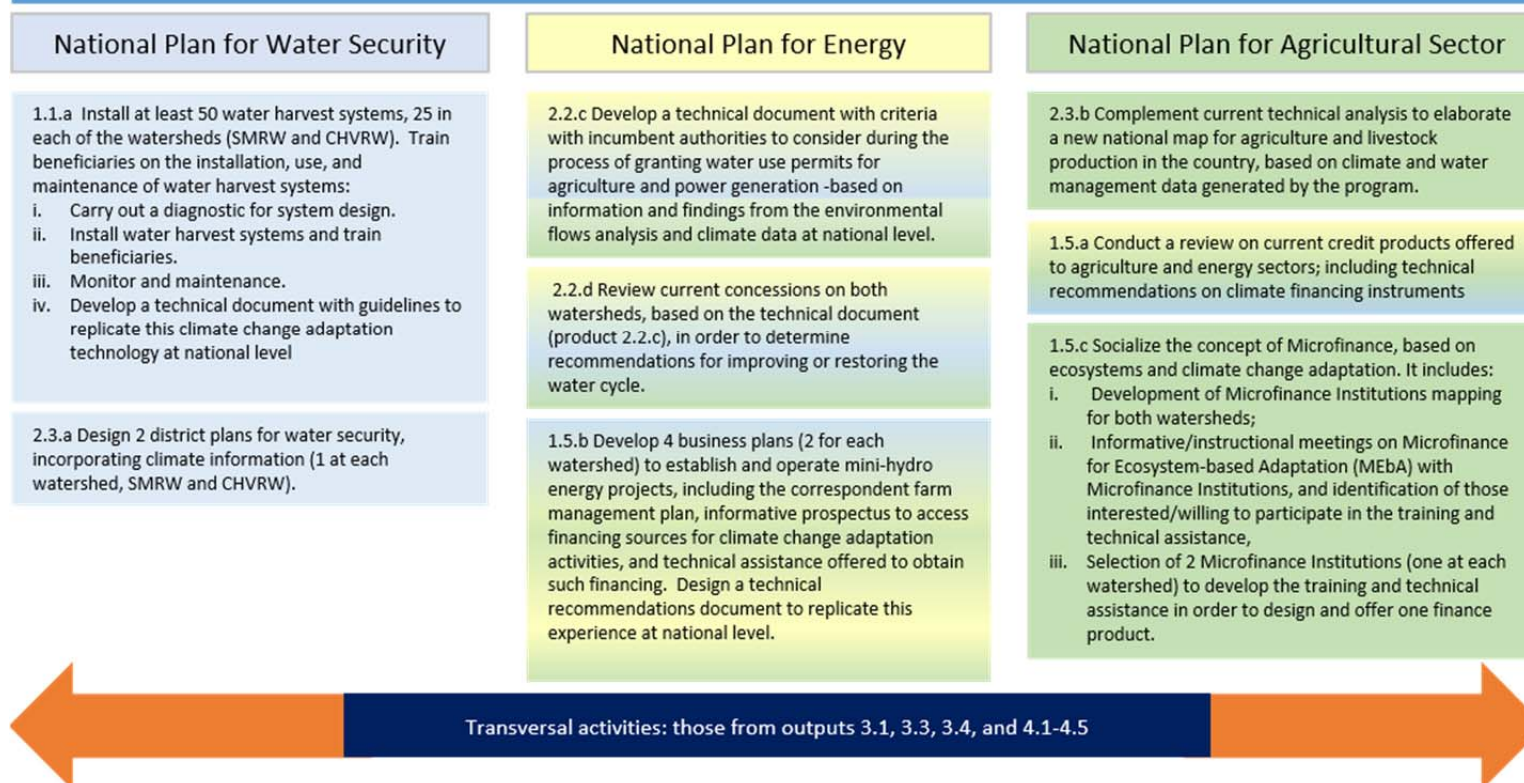 National Plan for Water Security
1.1.a Install at least 50 water harvest systems, 25 in
each of the watersheds (SMRW and CHVRW). Train
beneficiaries on the installation, use, and
maintenance of water harvest systems:
i. Carry out a diagnostic for system design.
ii. Install water harvest systems and train
beneficiaries.
iii. Monitor and maintenance.
iv. Develop a technical document with guidelines to
replicate this climate change adaptation
technology at national level
2.3.a Design 2 district plans for water security,
incorporating climate information (1 at each
watershed, SMRW and CHVRW).
National Plan for Energy
2.2.c Develop a technical document with criteria
with incumbent authorities to consider during the
process of granting water use permits for
agriculture and power generation -based on
information and findings from the environmental
flows analysis and climate data at national level.
2.2.d Review current concessions on both
watersheds, based on the technical document
(product 2.2.c), in order to determine
recommendations for improving or restoring the
water cycle.
1.5.b Develop 4 business plans (2 for each
watershed) to establish and operate mini-hydro
energy projects, including the correspondent farm
management plan, informative prospectus to access
financing sources for climate change adaptation
activities, and technical assistance offered to obtain
such financing. Design a technical
recommendations document to replicate this
experience at national level.
National Plan for Agricultural Sector
2.3.b Complement current technical analysis to elaborate
a new national map for agriculture and livestock
production in the country, based on climate and water
management data generated by the program.
1.5.a Conduct a review on current credit products offered
to agriculture and energy sectors; including technical
recommendations on climate financing instruments
1.5.c Socialize the concept of Microfinance, based on
ecosystems and climate change adaptation. It includes:
i. Development of Microfinance Institutions mapping
for both watersheds;
ii. Informative/instructional meetings on Microfinance
for Ecosystem-based Adaptation (MEbA) with
Microfinance Institutions, and identification of those
interested/willing to participate in the training and
technical assistance,
iii. Selection of 2 Microfinance Institutions (one at each
watershed) to develop the training and technical
assistance in order to design and offer one finance
product.
Transversal activities: those from outputs 3.1, 3.3, 3.4, and 4.1-4.5